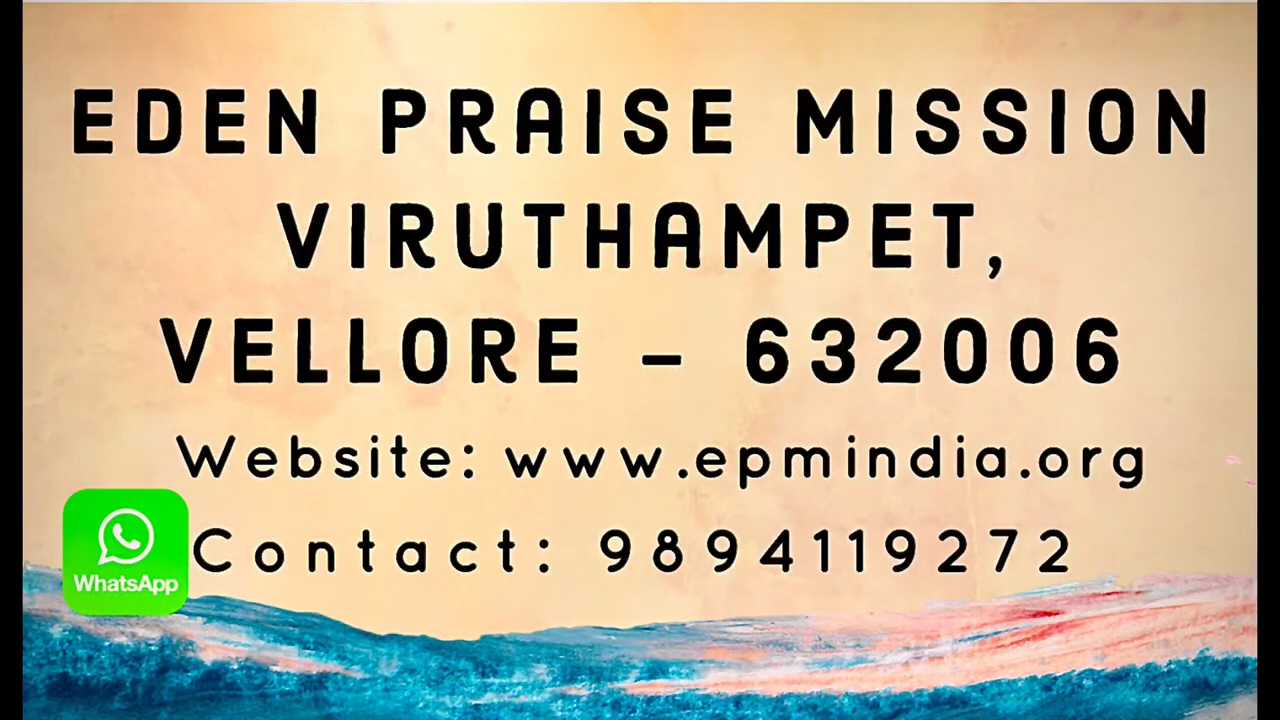 EDEN PRAISE MISSION
VIRUTHAMPET,
VELLORE - 632006
Website: www.epmindia.org
Contact: 9894119272
WhatsApp